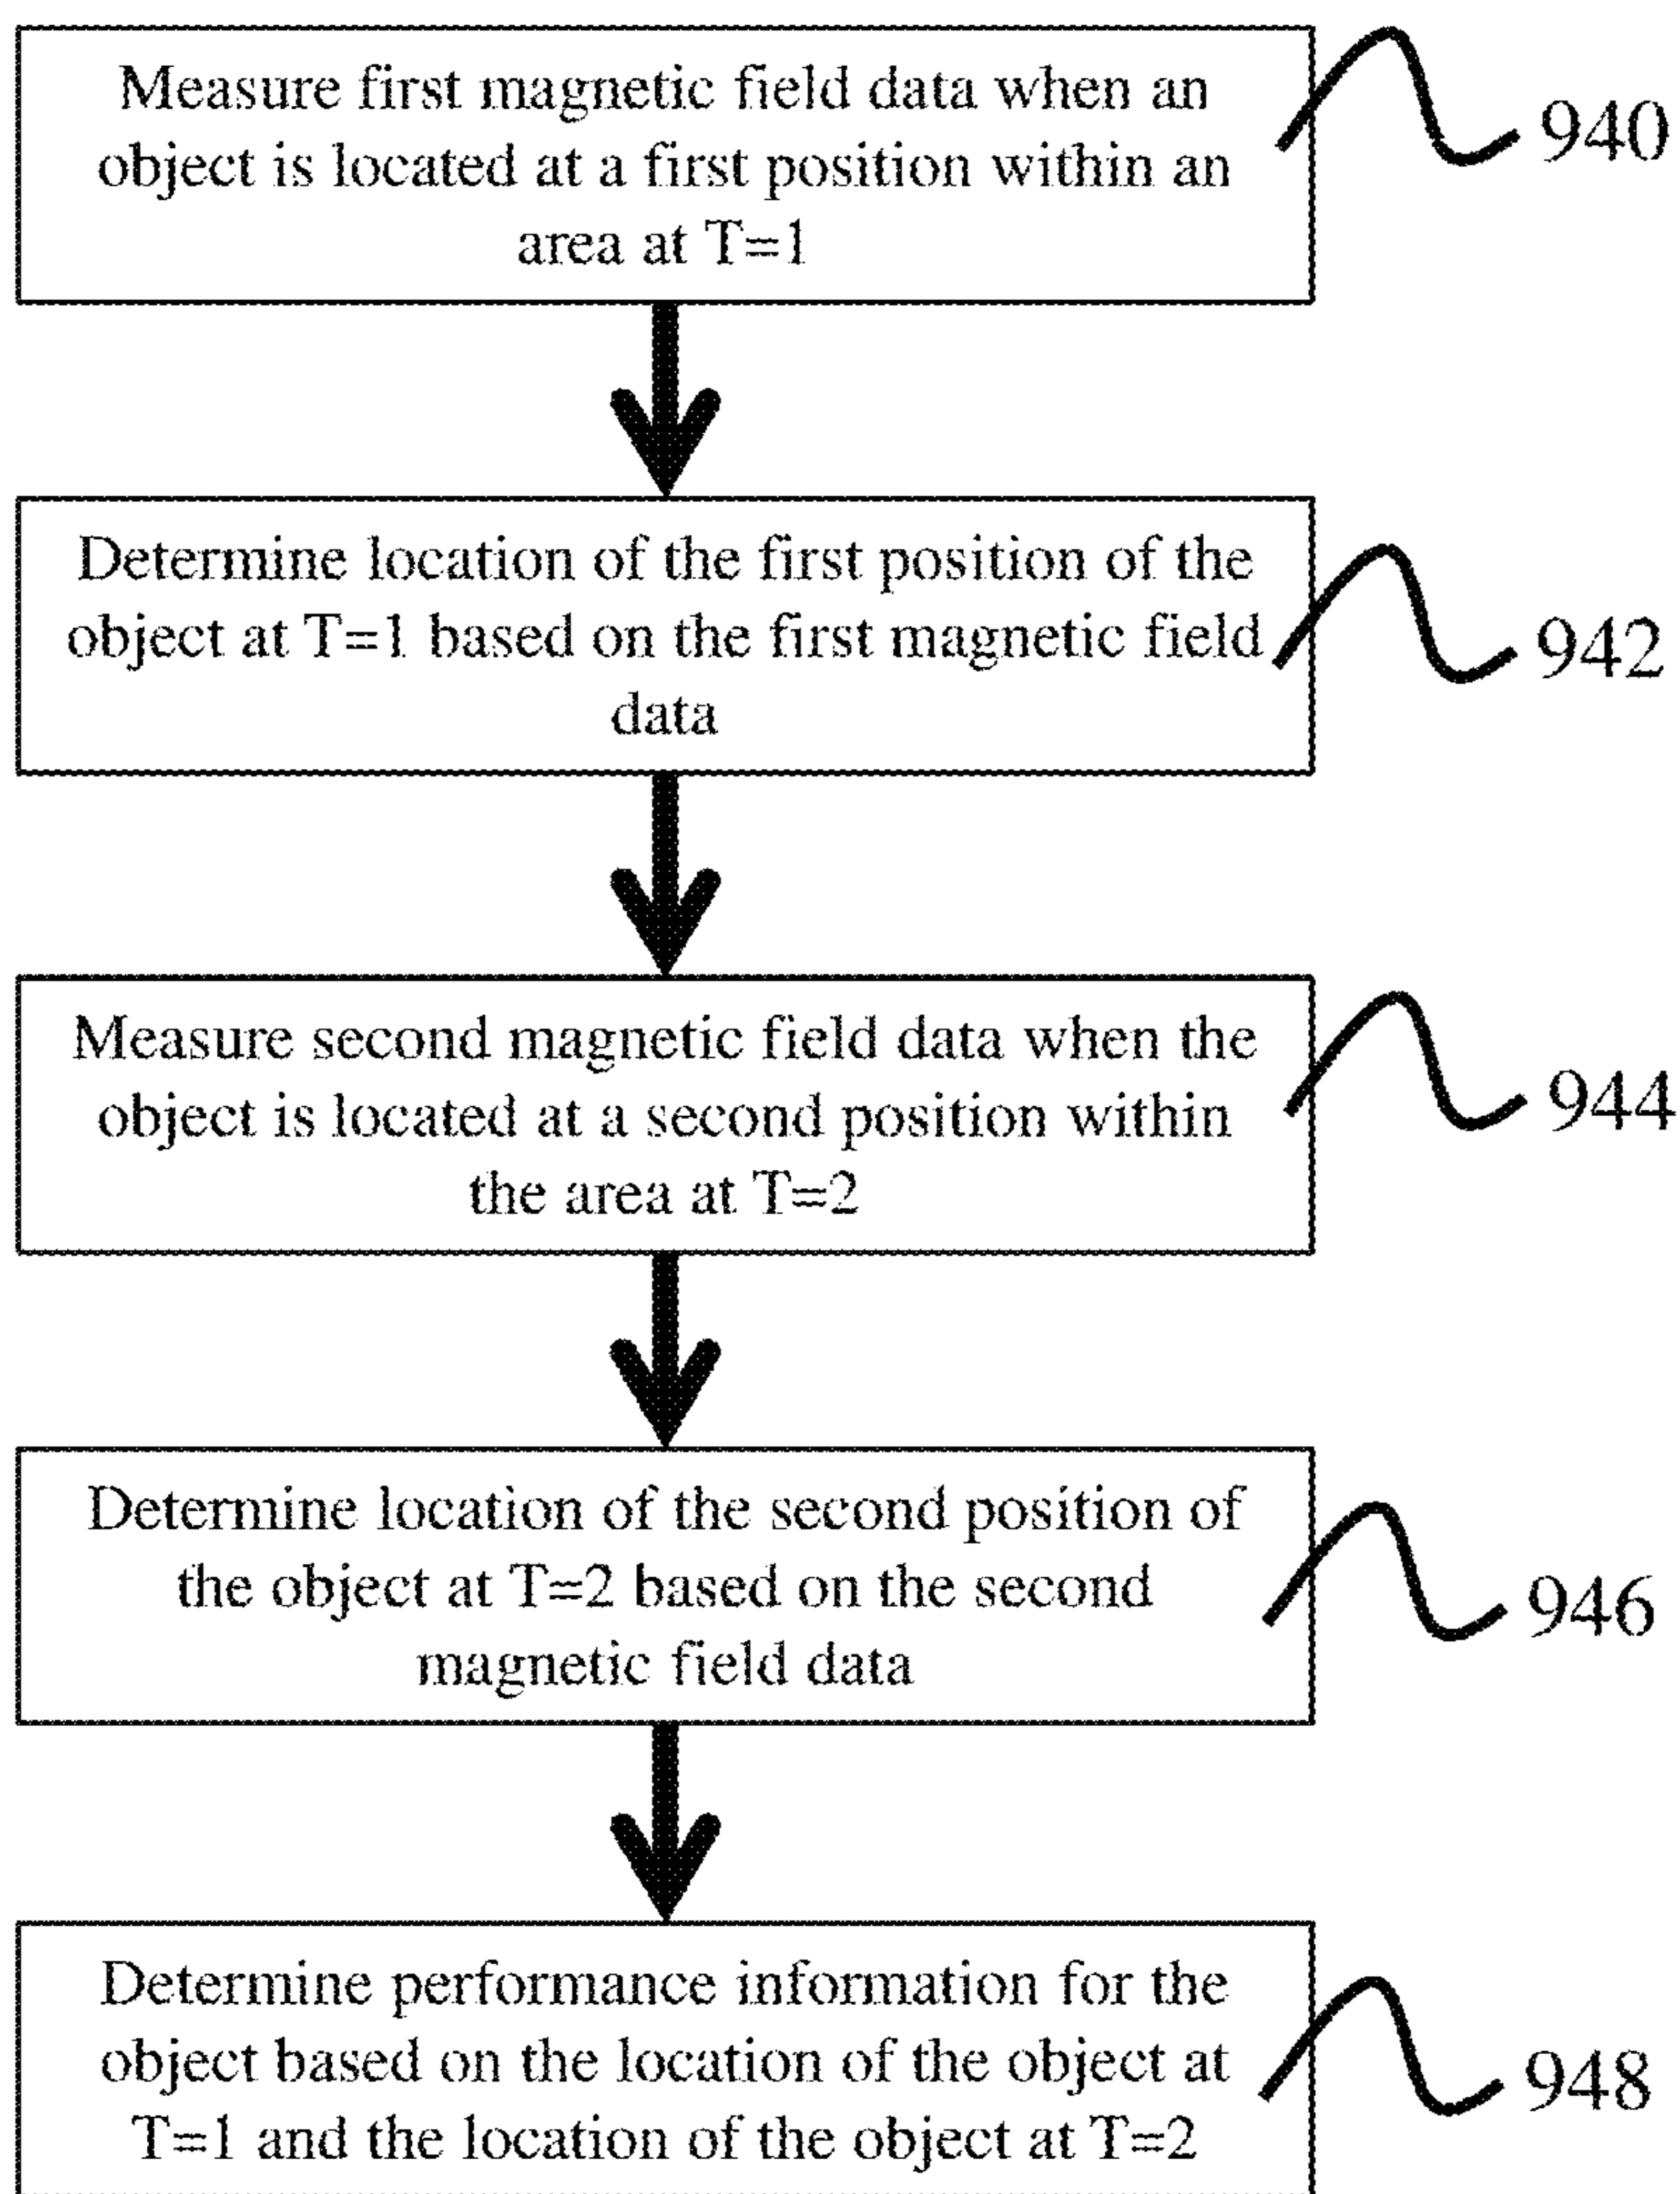 Measure first magnetic field data when an
object is located at a first position within an
area at T=1
940
Determine location of the first position of the
object at T=1 based on the first magnetic field
data
942
Measure second magnetic field data when the
object is located at a second position within
the area at T=2
944
Determine location of the second position of
the object at T=2 based on the second
magnetic field data
946
Determine performance information for the
object based on the location of the object at
T=1 and the location of the object at T=2
948